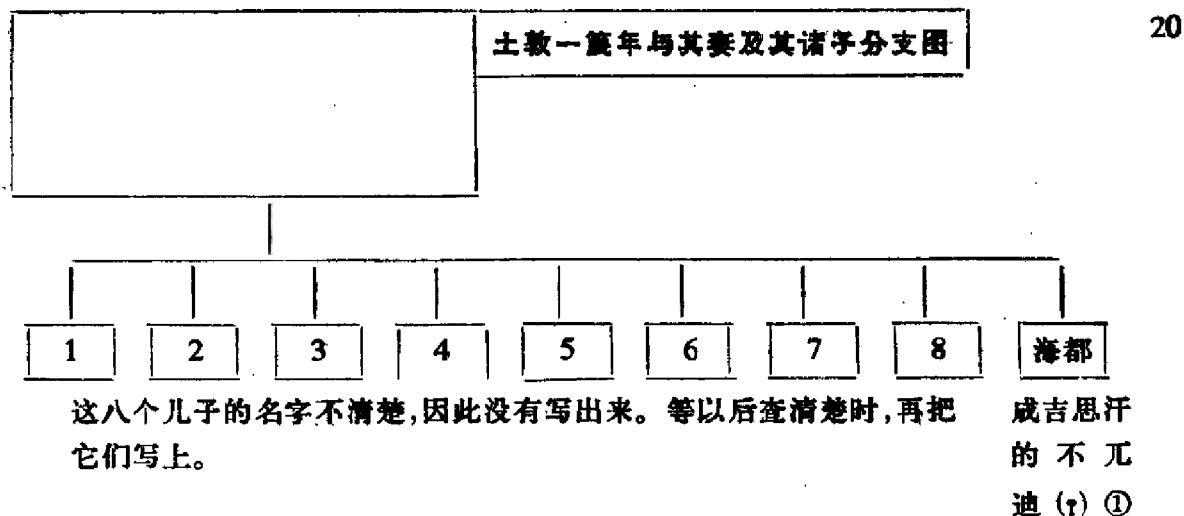 20
土敦一篾年与其妻及其诸子分支图
1 2 3 4 5 6 7 8 海都
这八个儿子的名字不清楚,因此没有写出来。等以后查清楚时,再把
它们写上。
成吉思汗
的不兀
迪(?)①